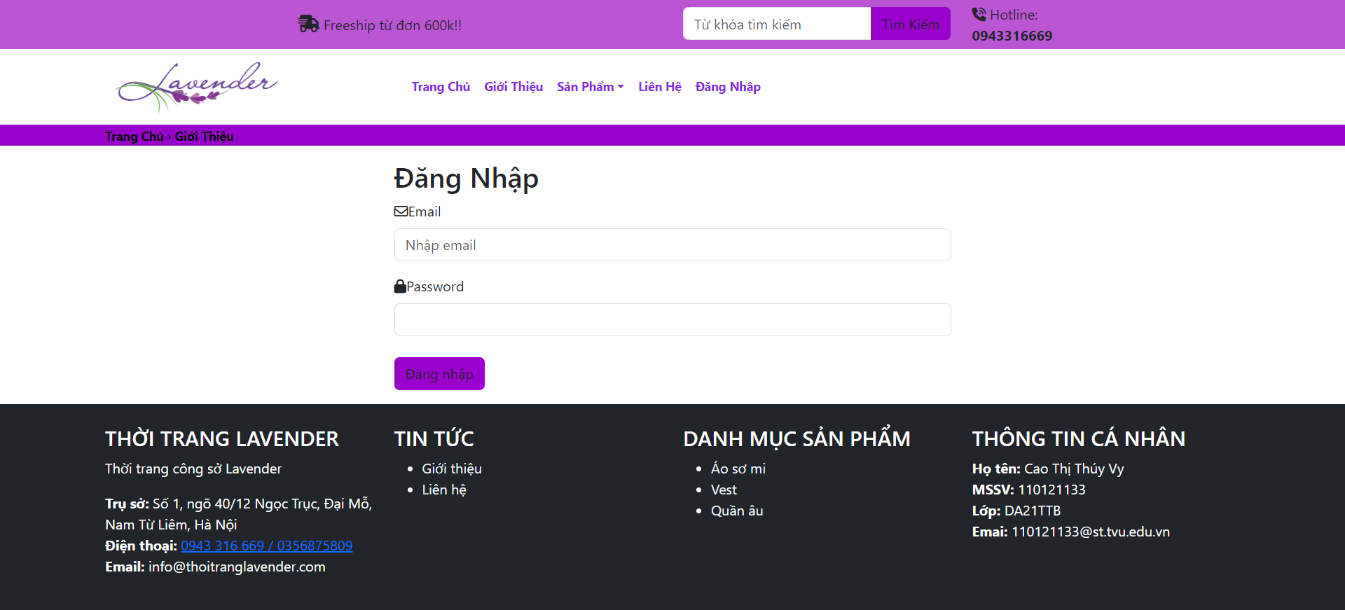 Freeship từ đơn 600k!!
Từ khóa tìm kiếm
Tìm Kiếm
Hotline:
0943316669
Lavender
Trang Chủ Giới Thiệu Sản Phẩm Liên Hệ Đăng Nhập
Trang Chủ › Giới Thiệu
Đăng Nhập
Email
Nhập email
Password
Đăng nhập
THỜI TRANG LAVENDER
Thời trang công sở Lavender
Trụ sở: Số 1, ngõ 40/12 Ngọc Trục, Đại Mỗ,
Nam Từ Liêm, Hà Nội
Điện thoại: 0943 316 669 / 0356875809
Email: info@thoitranglavender.com
TIN TỨC
Giới thiệu
Liên hệ
DANH MỤC SẢN PHẨM
Áo sơ mi
Vest
Quần âu
THÔNG TIN CÁ NHÂN
Họ tên: Cao Thị Thúy Vy
MSSV: 110121133
Lớp: DA21TTB
Emai: 110121133@st.tvu.edu.vn